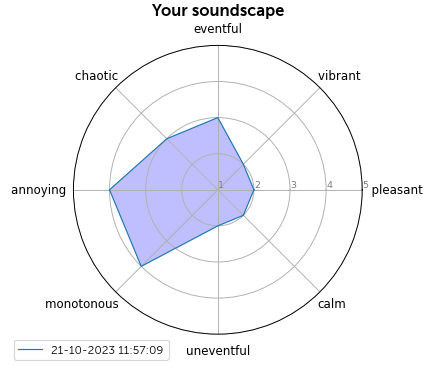 Your soundscape
eventful
chaotic
vibrant
annoying
1 2 3 4 5
pleasant
monotonous
calm
uneventful
21-10-2023 11:57:09